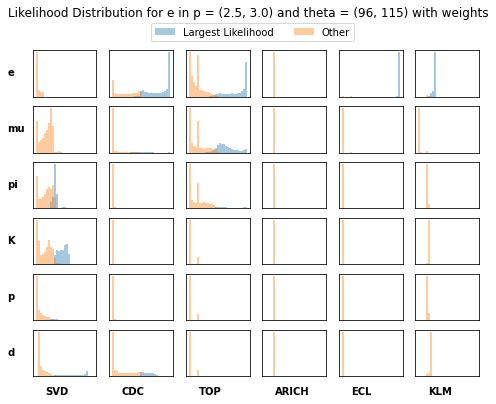 Likelihood Distribution for e in p = (2.5, 3.0) and theta = (96, 115) with weights
Largest Likelihood Other
e
mu
pi
K
p
d
SVD CDC TOP ARICH ECL KLM